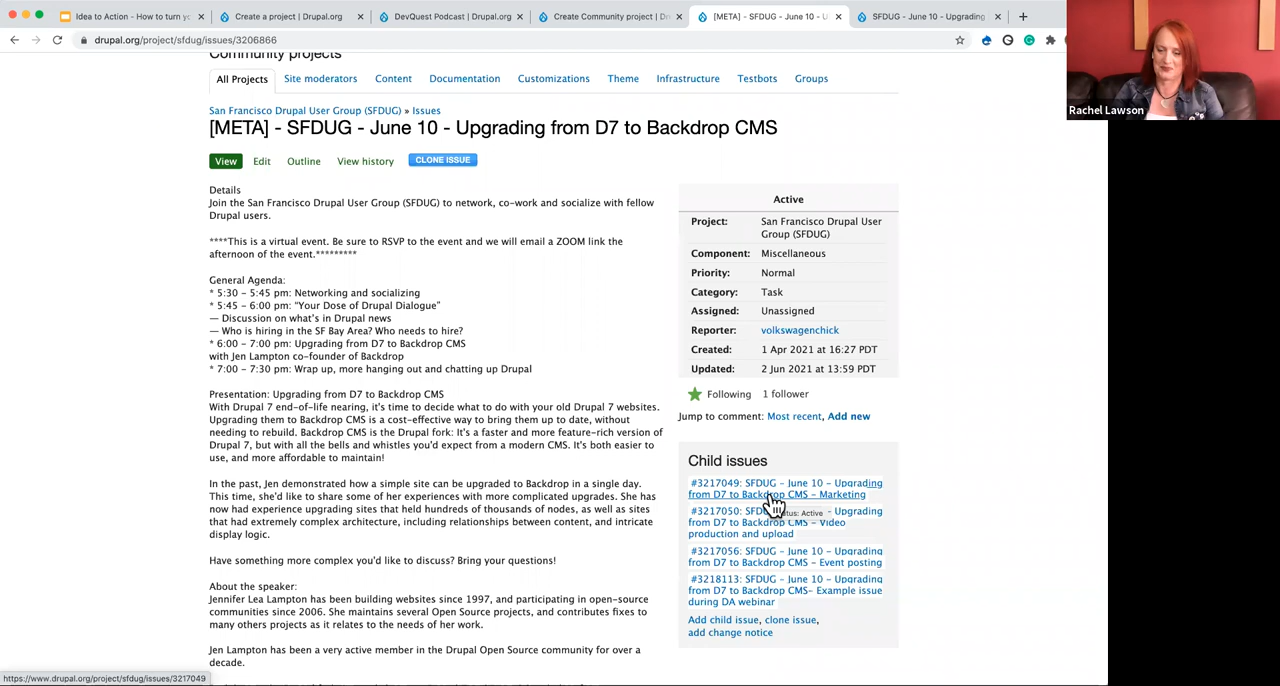 Idea to Action - How to turn yo
Create a project | Drupal.org
DevQuest Podcast | Drupal.org
Create Community project | Dr
[META] - SFDUG - June 10 - U
SFDUG - June 10 - Upgrading
drupal.org/project/sfdug/issues/3206866
Rachel Lawson
Community projects
All Projects
Site moderators
Content
Documentation
Customizations
Theme
Infrastructure
Testbots
Groups
San Francisco Drupal User Group (SFDUG) » Issues
[META] - SFDUG - June 10 - Upgrading from D7 to Backdrop CMS
View
Edit
Outline
View history
CLONE ISSUE
Details
Join the San Francisco Drupal User Group (SFDUG) to network, co-work and socialize with fellow
Drupal users.
****This is a virtual event. Be sure to RSVP to the event and we will email a ZOOM link the
afternoon of the event.*********
General Agenda:
* 5:30 – 5:45 pm: Networking and socializing
* 5:45 – 6:00 pm: “Your Dose of Drupal Dialogue”
— Discussion on what’s in Drupal news
— Who is hiring in the SF Bay Area? Who needs to hire?
* 6:00 – 7:00 pm: Upgrading from D7 to Backdrop CMS
with Jen Lampton co-founder of Backdrop
* 7:00 – 7:30 pm: Wrap up, more hanging out and chatting up Drupal
Presentation: Upgrading from D7 to Backdrop CMS
With Drupal 7 end-of-life nearing, it's time to decide what to do with your old Drupal 7 websites.
Upgrading them to Backdrop CMS is a cost-effective way to bring them up to date, without
needing to rebuild. Backdrop CMS is the Drupal fork: It's a faster and more feature-rich version of
Drupal 7, but with all the bells and whistles you'd expect from a modern CMS. It's both easier to
use, and more affordable to maintain!
In the past, Jen demonstrated how a simple site can be upgraded to Backdrop in a single day.
This time, she'd like to share some of her experiences with more complicated upgrades. She has
now had experience upgrading sites that held hundreds of thousands of nodes, as well as sites
that had extremely complex architecture, including relationships between content, and intricate
display logic.
Have something more complex you'd like to discuss? Bring your questions!
About the speaker:
Jennifer Lea Lampton has been building websites since 1997, and participating in open-source
communities since 2006. She maintains several Open Source projects, and contributes fixes to
many others projects as it relates to the needs of her work.
Jen Lampton has been a very active member in the Drupal Open Source community for over a
decade.
Active
Project: San Francisco Drupal User
Group (SFDUG)
Component: Miscellaneous
Priority: Normal
Category: Task
Assigned: Unassigned
Reporter: volkswagenchick
Created: 1 Apr 2021 at 16:27 PDT
Updated: 2 Jun 2021 at 13:59 PDT
Following 1 follower
Jump to comment: Most recent, Add new
Child issues
#3217049: SFDUG - June 10 - Upgrading
from D7 to Backdrop CMS - Marketing
#3217050: SFD - Upgrading
from D7 to Backdrop CMS - Video
production and upload
#3217056: SFDUG - June 10 - Upgrading
from D7 to Backdrop CMS - Event posting
#3218113: SFDUG - June 10 - Upgrading
from D7 to Backdrop CMS- Example issue
during DA webinar
Add child issue, clone issue,
add change notice
https://www.drupal.org/project/sfdug/issues/3217049